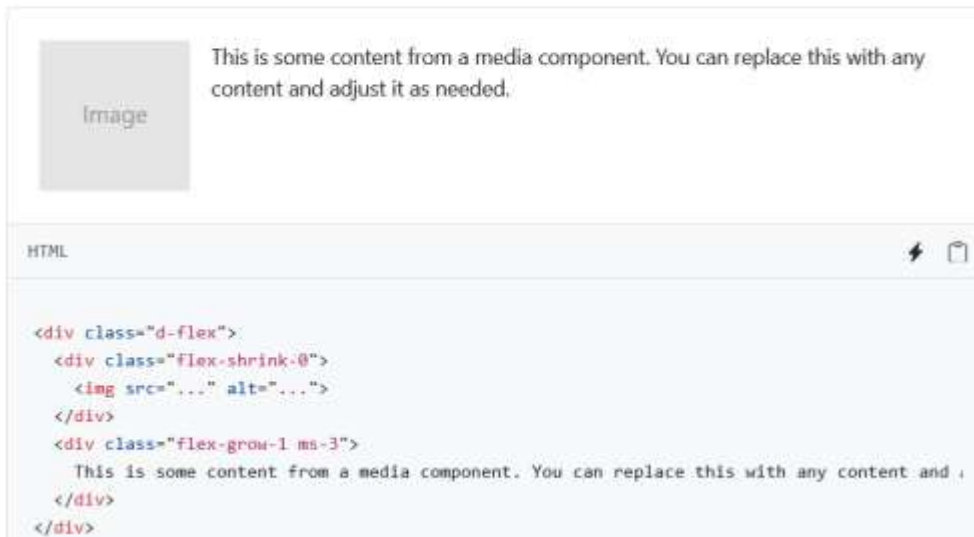 This is some content from a media component. You can replace this with any
content and adjust it as needed.
Image
HTML
<div class="d-flex">
  <div class="flex-shrink-0">
    <img src="..." alt="...">
  </div>
  <div class="flex-grow-1 ms-3">
    This is some content from a media component. You can replace this with any content and
  </div>
</div>